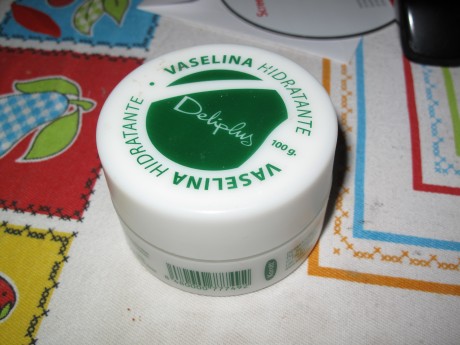 VASELINA HIDRATANTE
Deliplus
100 g.
VASELINA HIDRATANTE